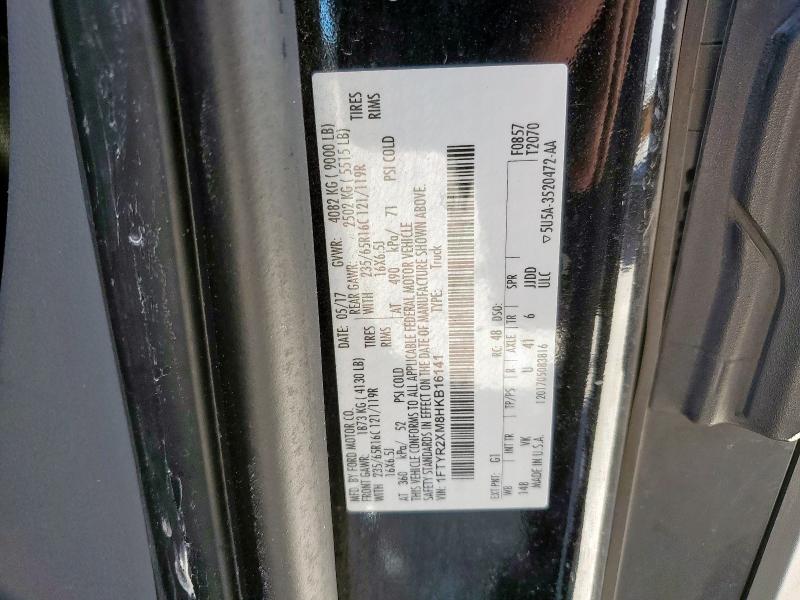 MFD. BY FORD MOTOR CO.
DATE: 05/17 GVWR: 4082 KG ( 9000 LB)
FRONT GAWR: 1873 KG ( 4130 LB) REAR GAWR: 2502 KG ( 5515 LB)
WITH 235/65R16C 121/119R TIRES WITH 235/65R16C 121/119R TIRES
16X6.5J RIMS 16X6.5J RIMS
AT 360 kPa/ 52 PSI COLD AT 490 kPa/ 71 PSI COLD
THIS VEHICLE CONFORMS TO ALL APPLICABLE FEDERAL MOTOR VEHICLE
SAFETY STANDARDS IN EFFECT ON THE DATE OF MANUFACTURE SHOWN ABOVE.
VIN: 1FTYR2XM8HKB16141 TYPE: Truck
F0857
T2070
EXT PNT: G1 RC: 48 DSO:
WB INT TR TP/PS R AXLE TR SPR
148 VK U 41 6 JJDD
ULC
MADE IN U.S.A.
▽5U5A-3520472-AA